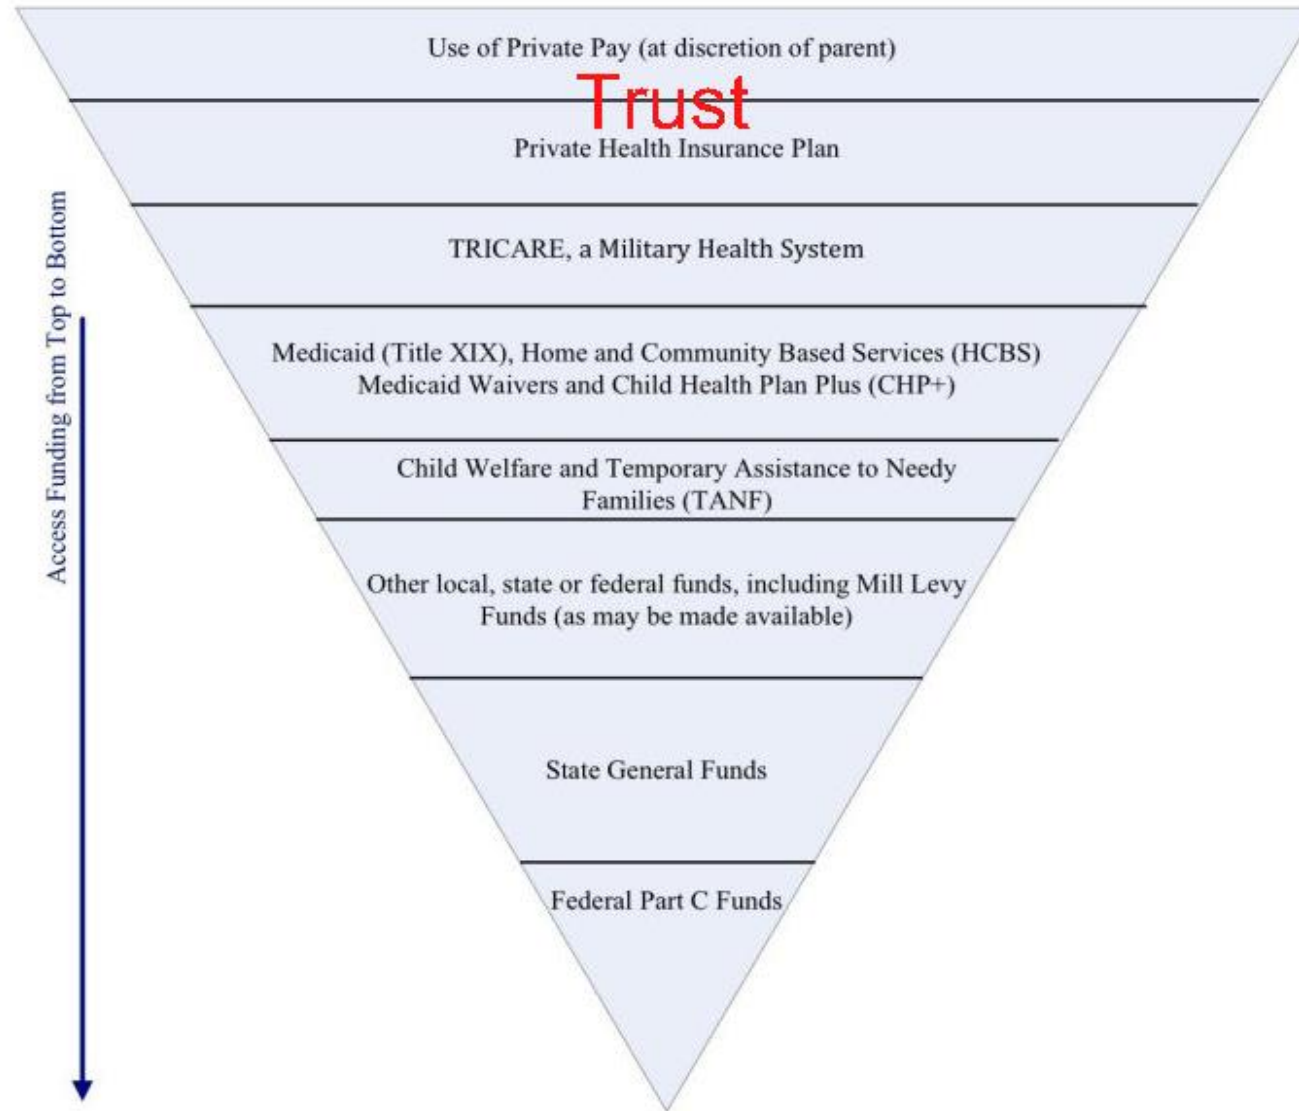 Use of Private Pay (at discretion of parent)
Trust
Private Health Insurance Plan
TRICARE, a Military Health System
Medicaid (Title XIX), Home and Community Based Services (HCBS)
Medicaid Waivers and Child Health Plan Plus (CHP+)
Child Welfare and Temporary Assistance to Needy
Families (TANF)
Other local, state or federal funds, including Mill Levy
Funds (as may be made available)
State General Funds
Federal Part C Funds
Access Funding from Top to Bottom